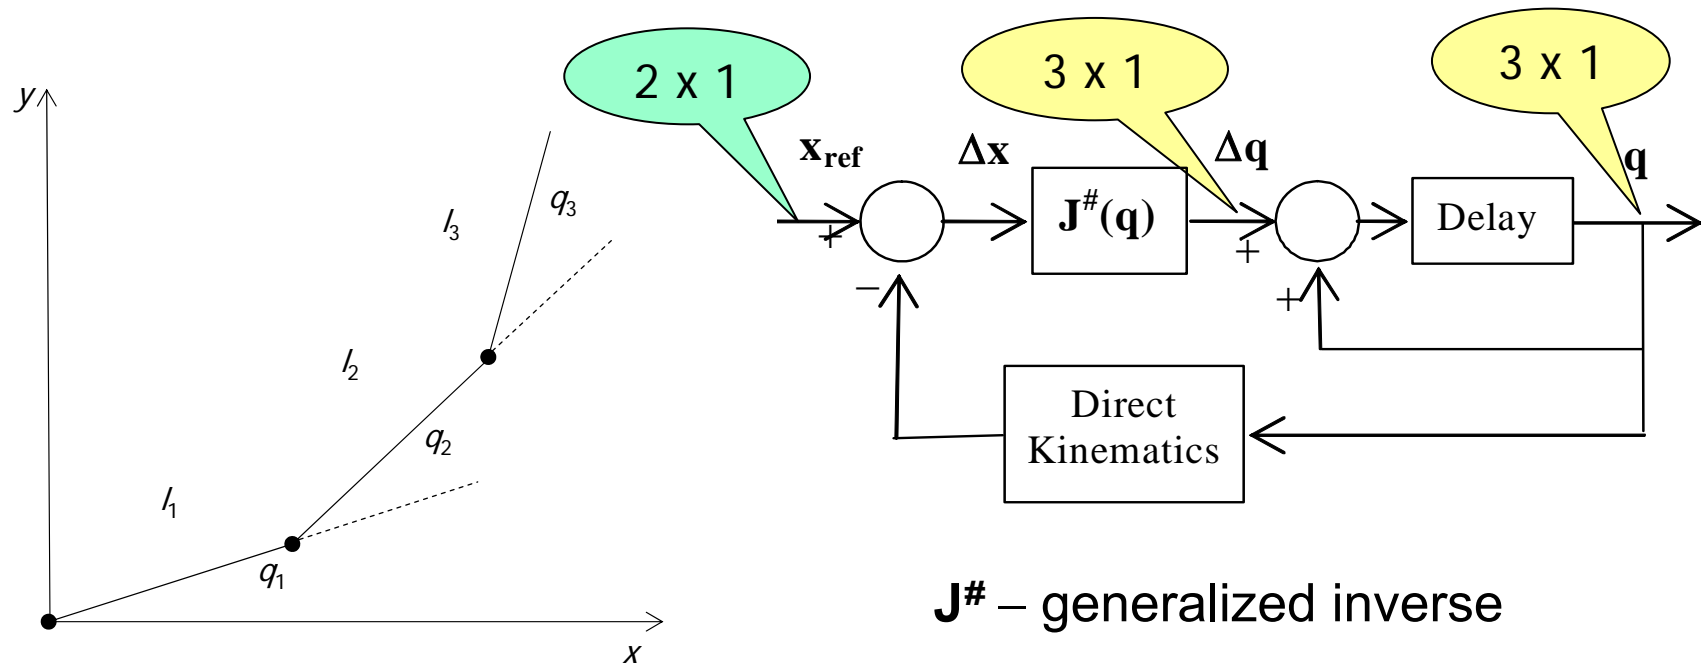 y
l₃
q₃
l₂
q₂
l₁
q₁
x
2 x 1
3 x 1
3 x 1
x_ref
Δx
Δq
q
+
J^#(q)
+
Delay
−
+
Direct
Kinematics
J^# – generalized inverse